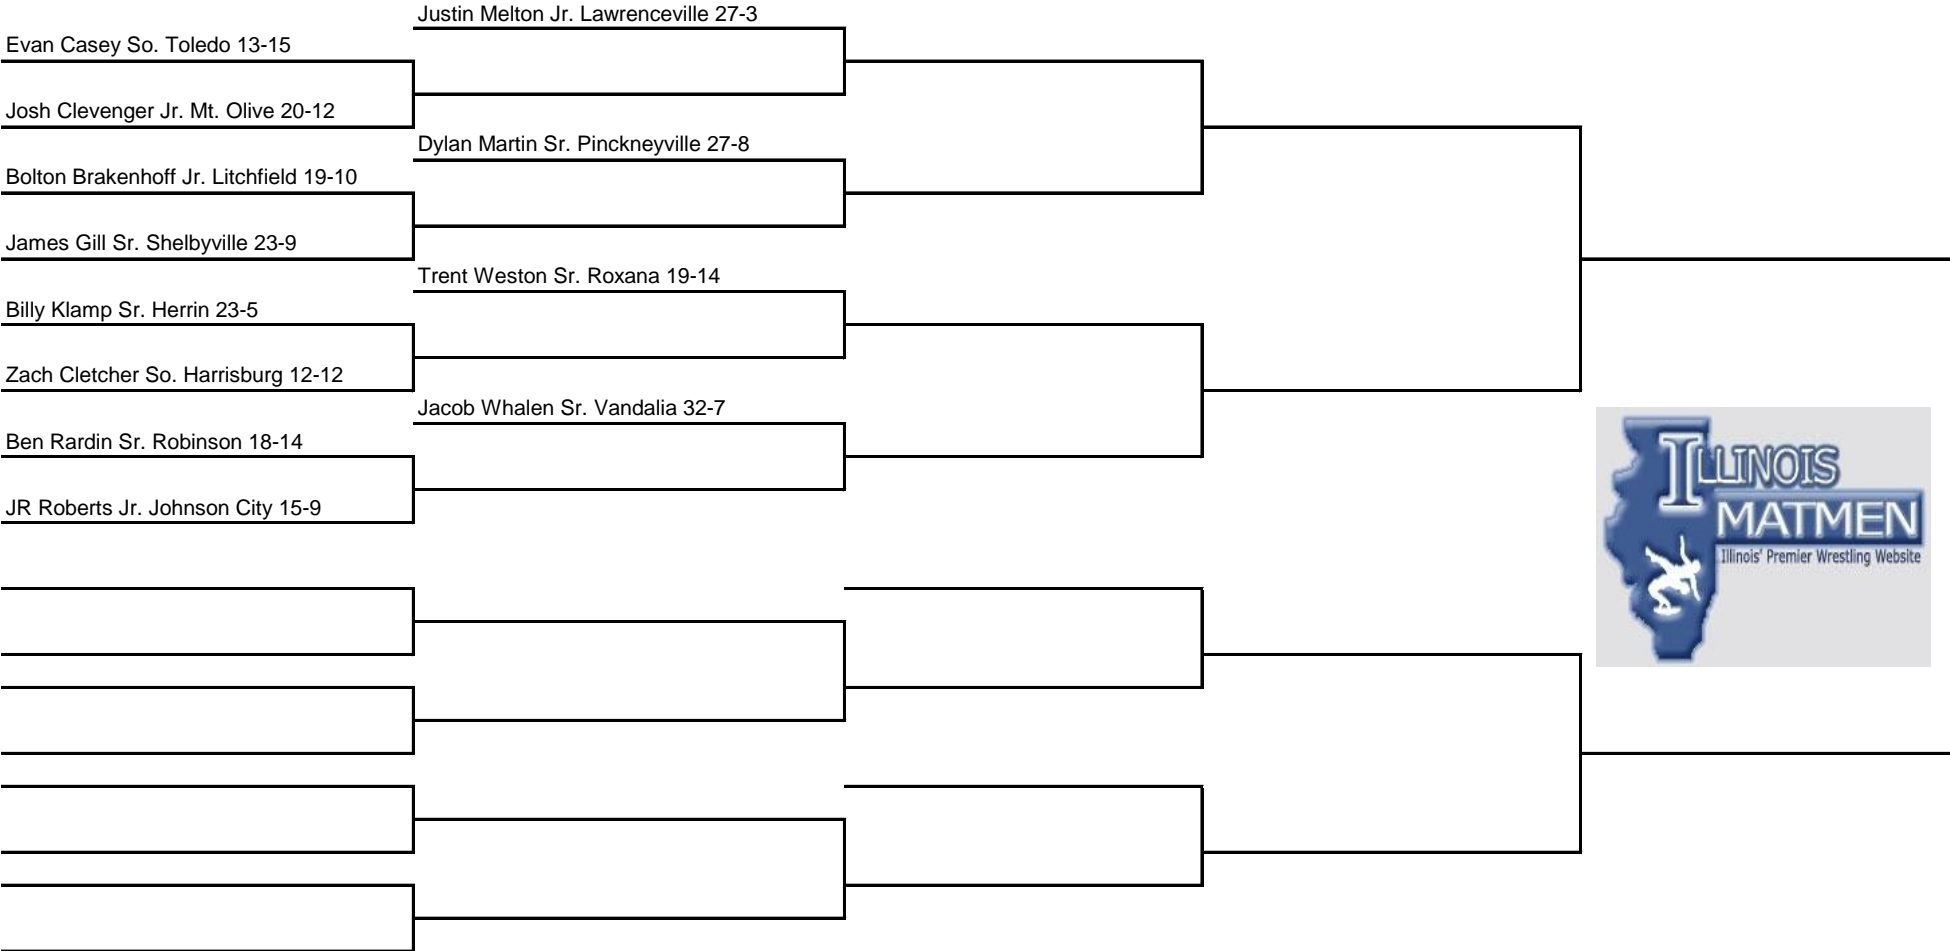 Justin Melton Jr. Lawrenceville 27-3
Evan Casey So. Toledo 13-15
Josh Clevenger Jr. Mt. Olive 20-12
Dylan Martin Sr. Pinckneyville 27-8
Bolton Brakenhoff Jr. Litchfield 19-10
James Gill Sr. Shelbyville 23-9
Trent Weston Sr. Roxana 19-14
Billy Klamp Sr. Herrin 23-5
Zach Cletcher So. Harrisburg 12-12
Jacob Whalen Sr. Vandalia 32-7
Ben Rardin Sr. Robinson 18-14
JR Roberts Jr. Johnson City 15-9
ILLINOIS
MATMEN
Illinois' Premier Wrestling Website